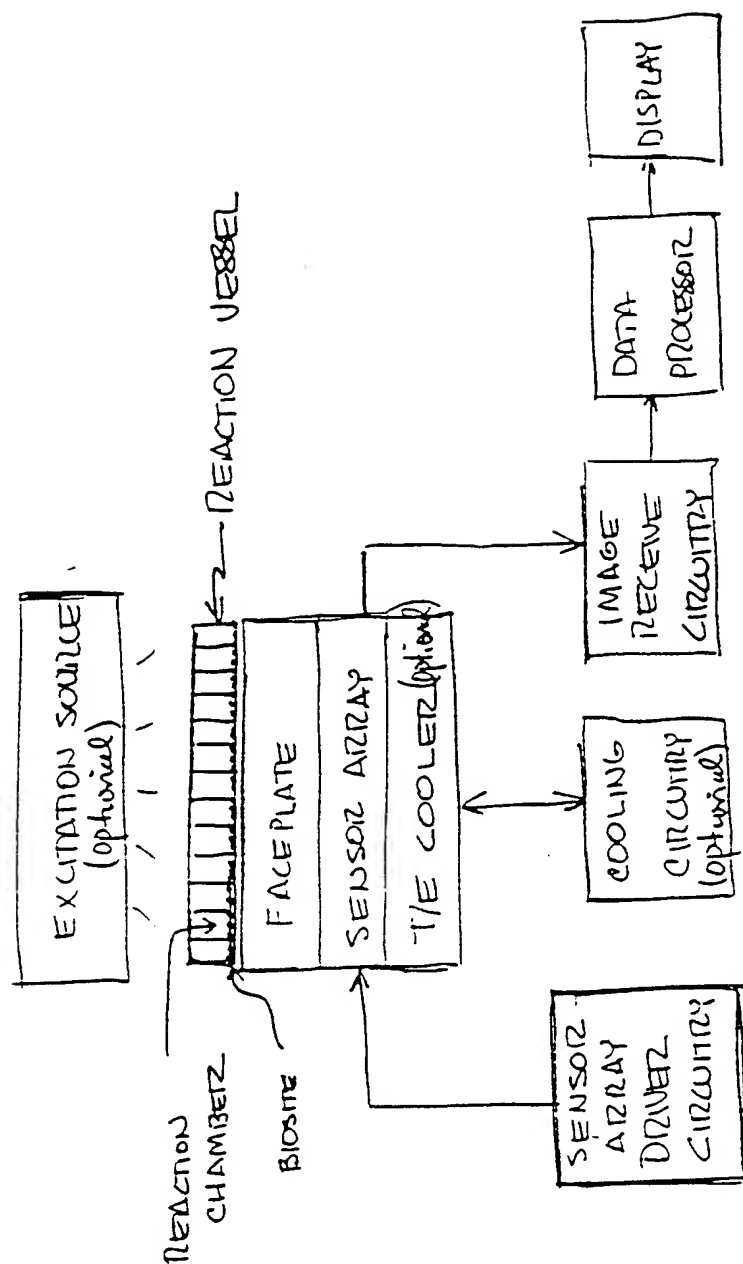 EXCITATION SOURCE
(optional)
REACTION VESSEL
REACTION
CHAMBER
BIOSITE
FACEPLATE
SENSOR ARRAY
T/E COOLER (optional)
SENSOR
ARRAY
DRIVER
CIRCUITRY
COOLING
CIRCUITRY
(optional)
IMAGE
RECEIVE
CIRCUITRY
DATA
PROCESSOR
DISPLAY